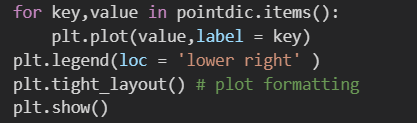 for key,value in pointdic.items():
    plt.plot(value,label = key)
plt.legend(loc = 'lower right' )
plt.tight_layout() # plot formatting
plt.show()